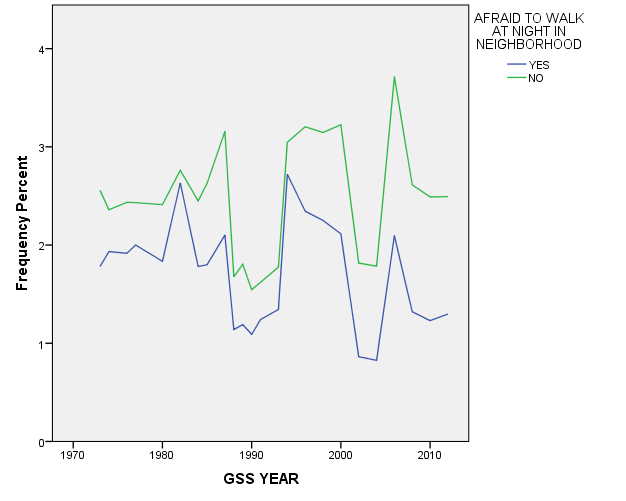 AFRAID TO WALK
AT NIGHT IN
NEIGHBORHOOD
YES
NO
Frequency Percent
4
3
2
1
0
1970 1980 1990 2000 2010
GSS YEAR